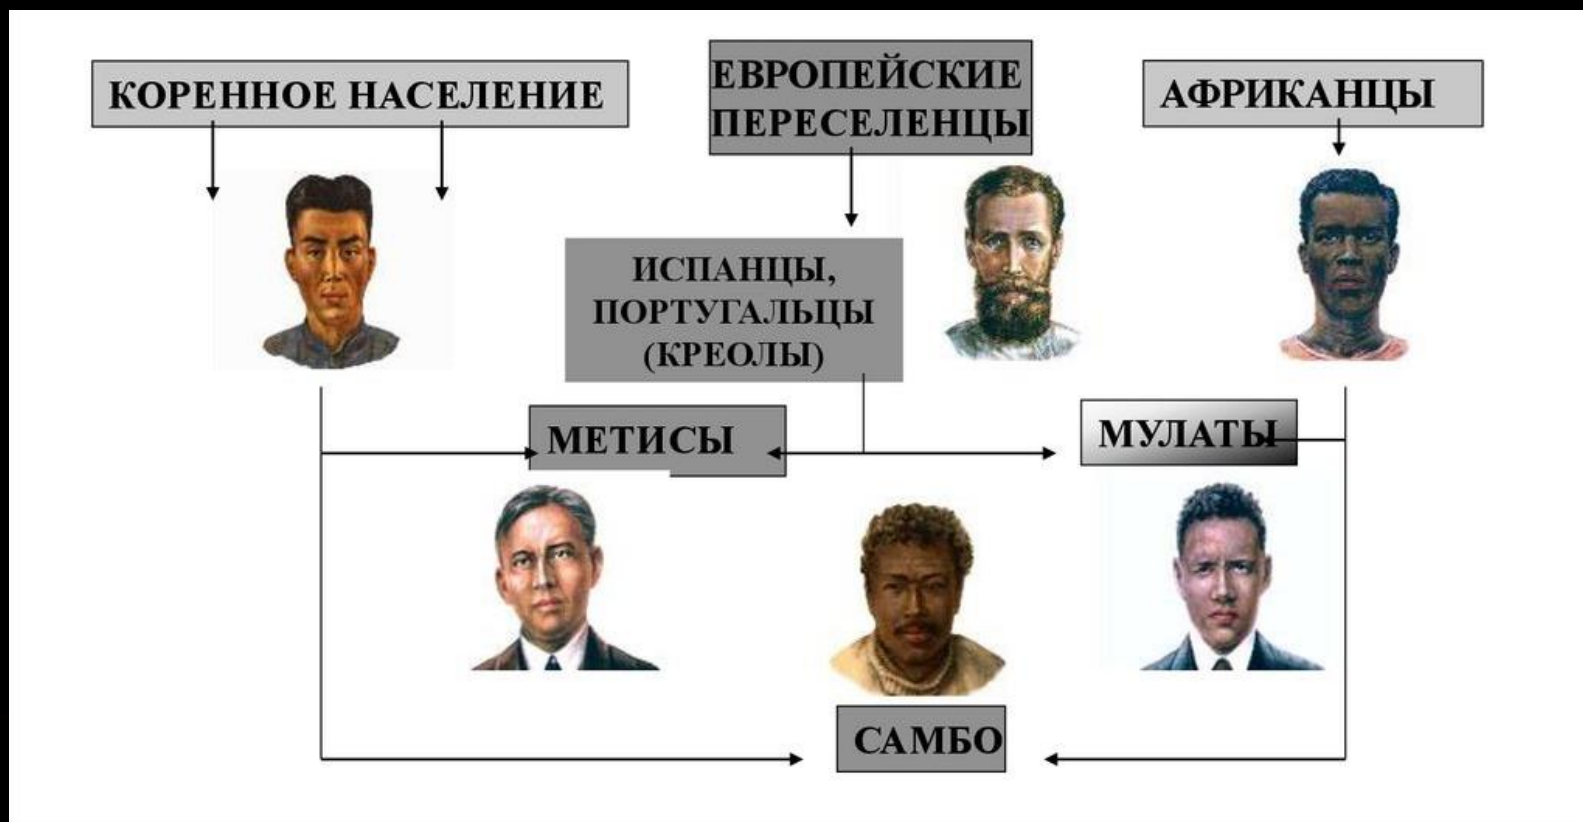 КОРЕННОЕ НАСЕЛЕНИЕ
ЕВРОПЕЙСКИЕ
ПЕРЕСЕЛЕНЦЫ
АФРИКАНЦЫ
ИСПАНЦЫ,
ПОРТУГАЛЬЦЫ
(КРЕОЛЫ)
МЕТИСЫ
МУЛАТЫ
САМБО